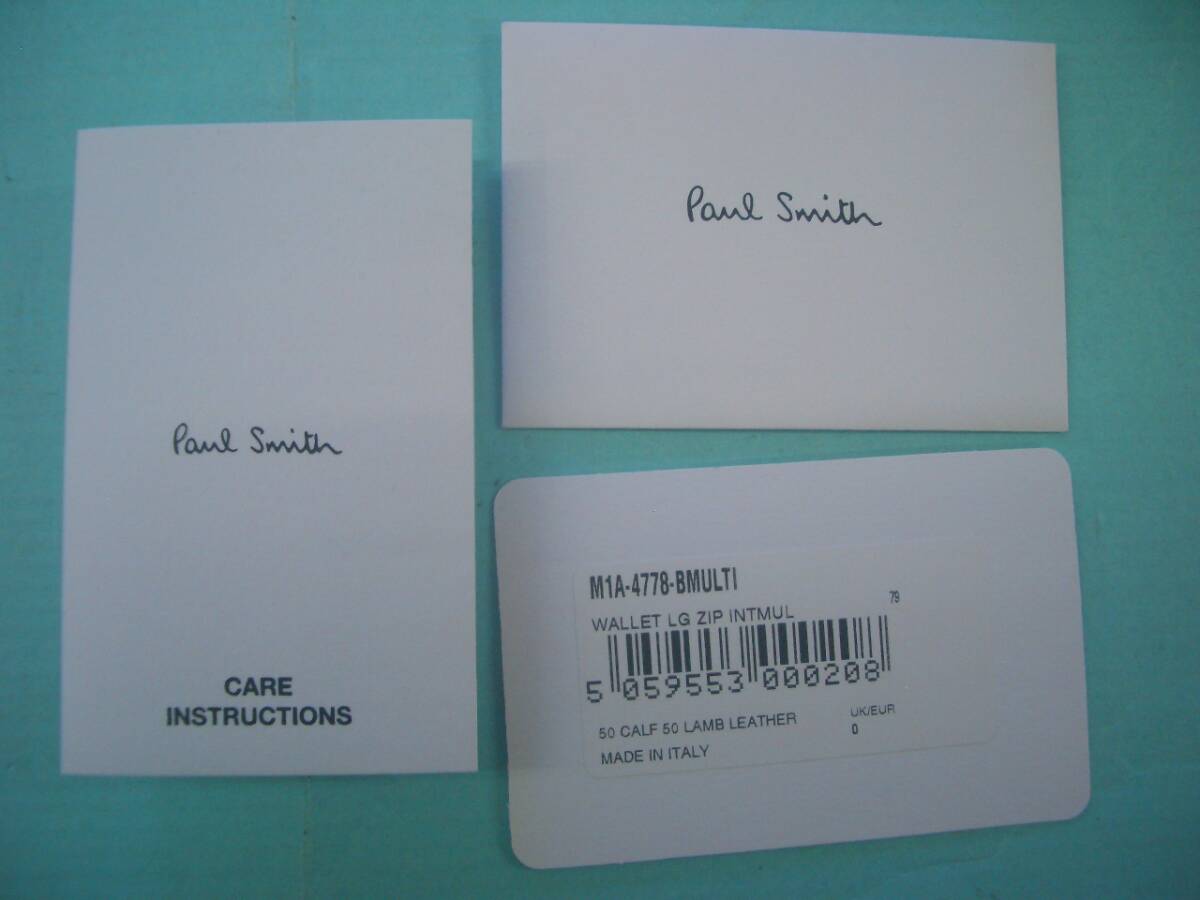 Paul Smith
CARE
INSTRUCTIONS
Paul Smith
M1A-4778-BMULTI
79
WALLET LG ZIP INTMUL
5 059553 000208
50 CALF 50 LAMB LEATHER
UK/EUR
0
MADE IN ITALY